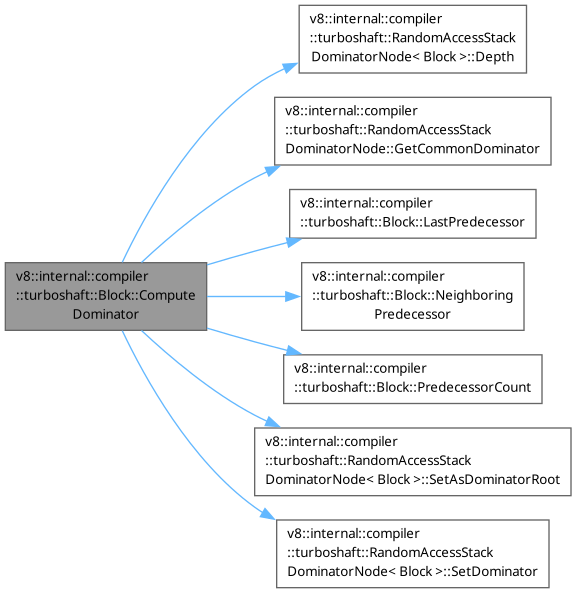 v8::internal::compiler
::turboshaft::RandomAccessStack
DominatorNode< Block >::Depth
v8::internal::compiler
::turboshaft::RandomAccessStack
DominatorNode::GetCommonDominator
v8::internal::compiler
::turboshaft::Block::LastPredecessor
v8::internal::compiler
::turboshaft::Block::Compute
Dominator
v8::internal::compiler
::turboshaft::Block::Neighboring
Predecessor
v8::internal::compiler
::turboshaft::Block::PredecessorCount
v8::internal::compiler
::turboshaft::RandomAccessStack
DominatorNode< Block >::SetAsDominatorRoot
v8::internal::compiler
::turboshaft::RandomAccessStack
DominatorNode< Block >::SetDominator